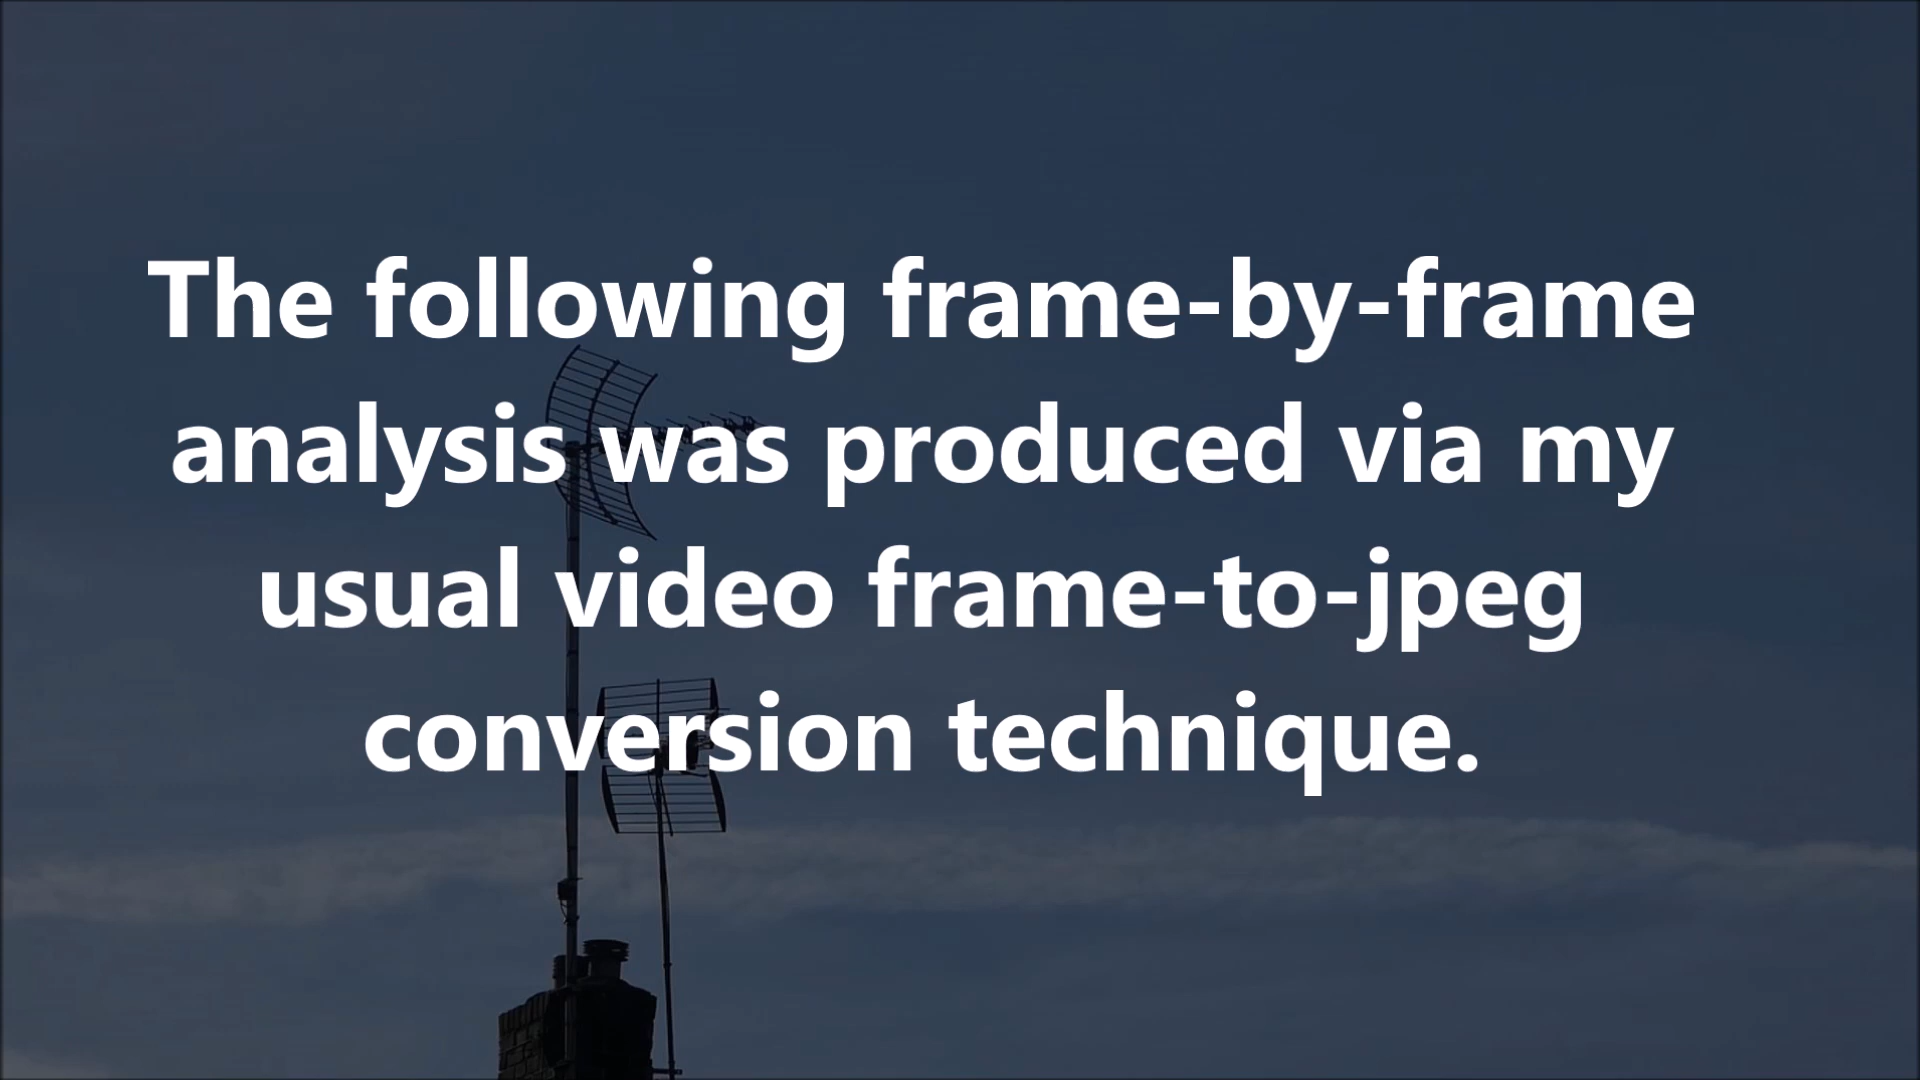 The following frame-by-frame
analysis was produced via my
usual video frame-to-jpeg
conversion technique.